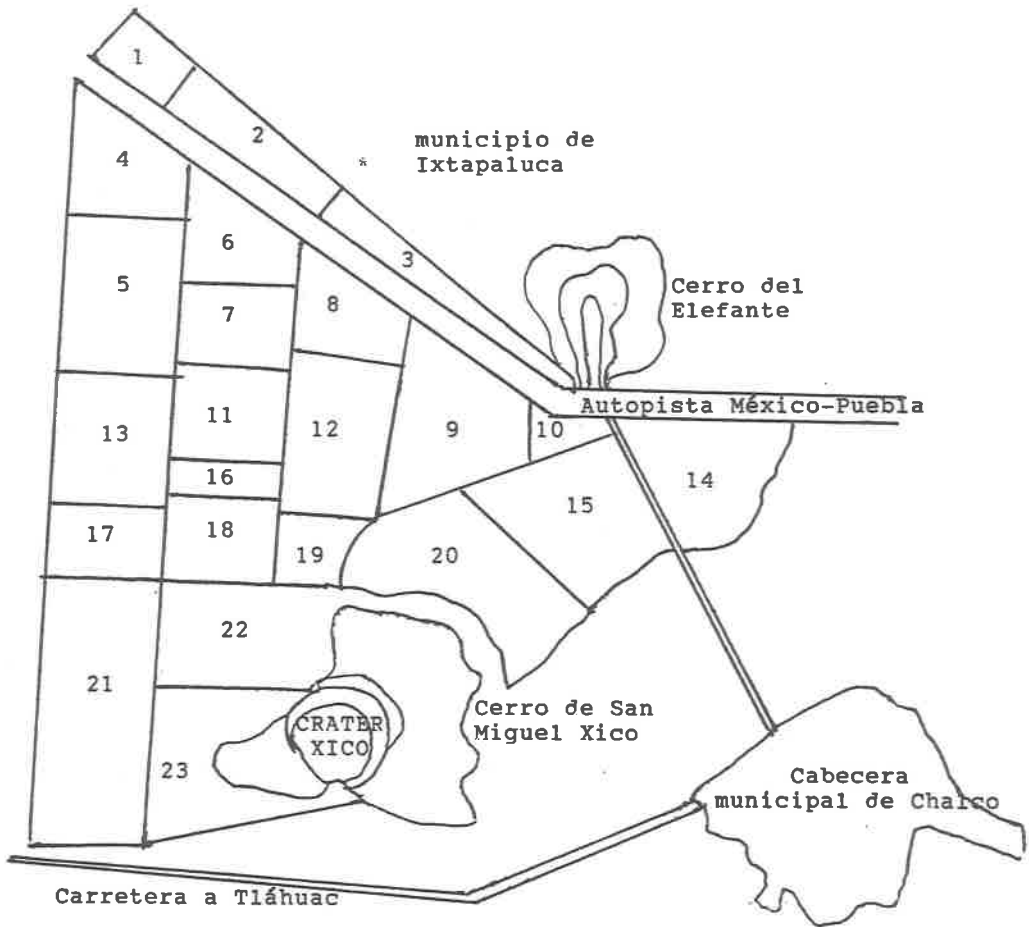 1
2
municipio de
Ixtapaluca
*
4
3
6
5
Cerro del
Elefante
7
8
Autopista México-Puebla
11
12
9
10
13
16
14
15
17
18
19
20
22
21
Cerro de San
Miguel Xico
CRATER
XICO
23
Cabecera
municipal de Chalco
Carretera a Tláhuac